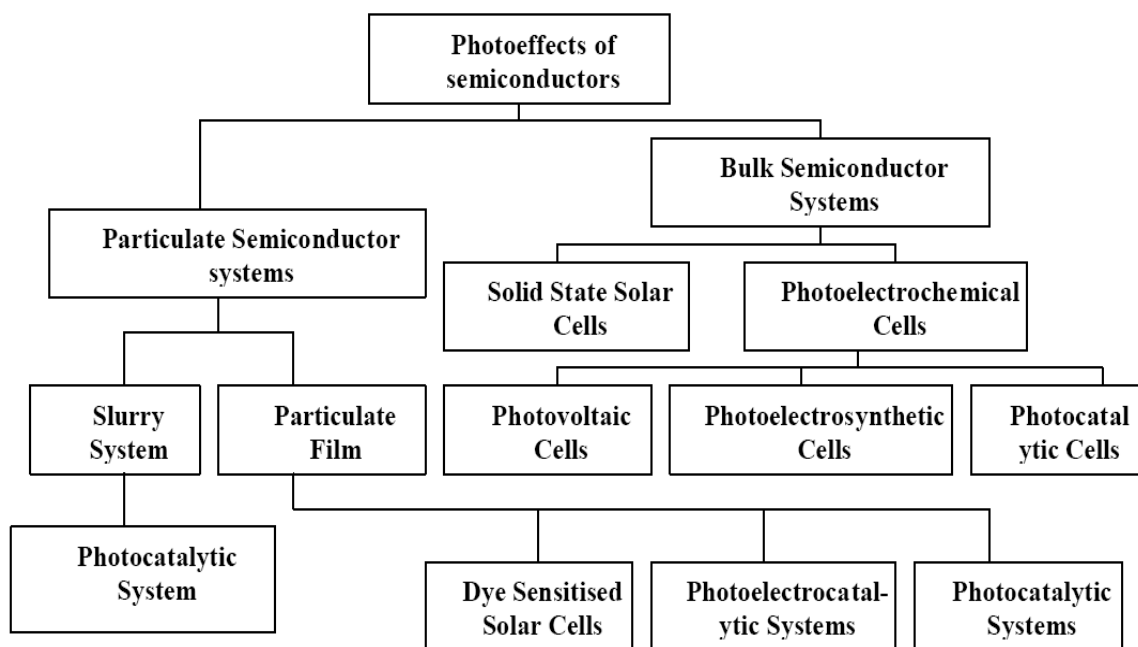 Photoeffects of
semiconductors
Bulk Semiconductor
Systems
Particulate Semiconductor
systems
Solid State Solar
Cells
Photoelectrochemical
Cells
Slurry
System
Particulate
Film
Photovoltaic
Cells
Photoelectrosynthetic
Cells
Photocatal
ytic Cells
Photocatalytic
System
Dye Sensitised
Solar Cells
Photoelectrocatal-
ytic Systems
Photocatalytic
Systems